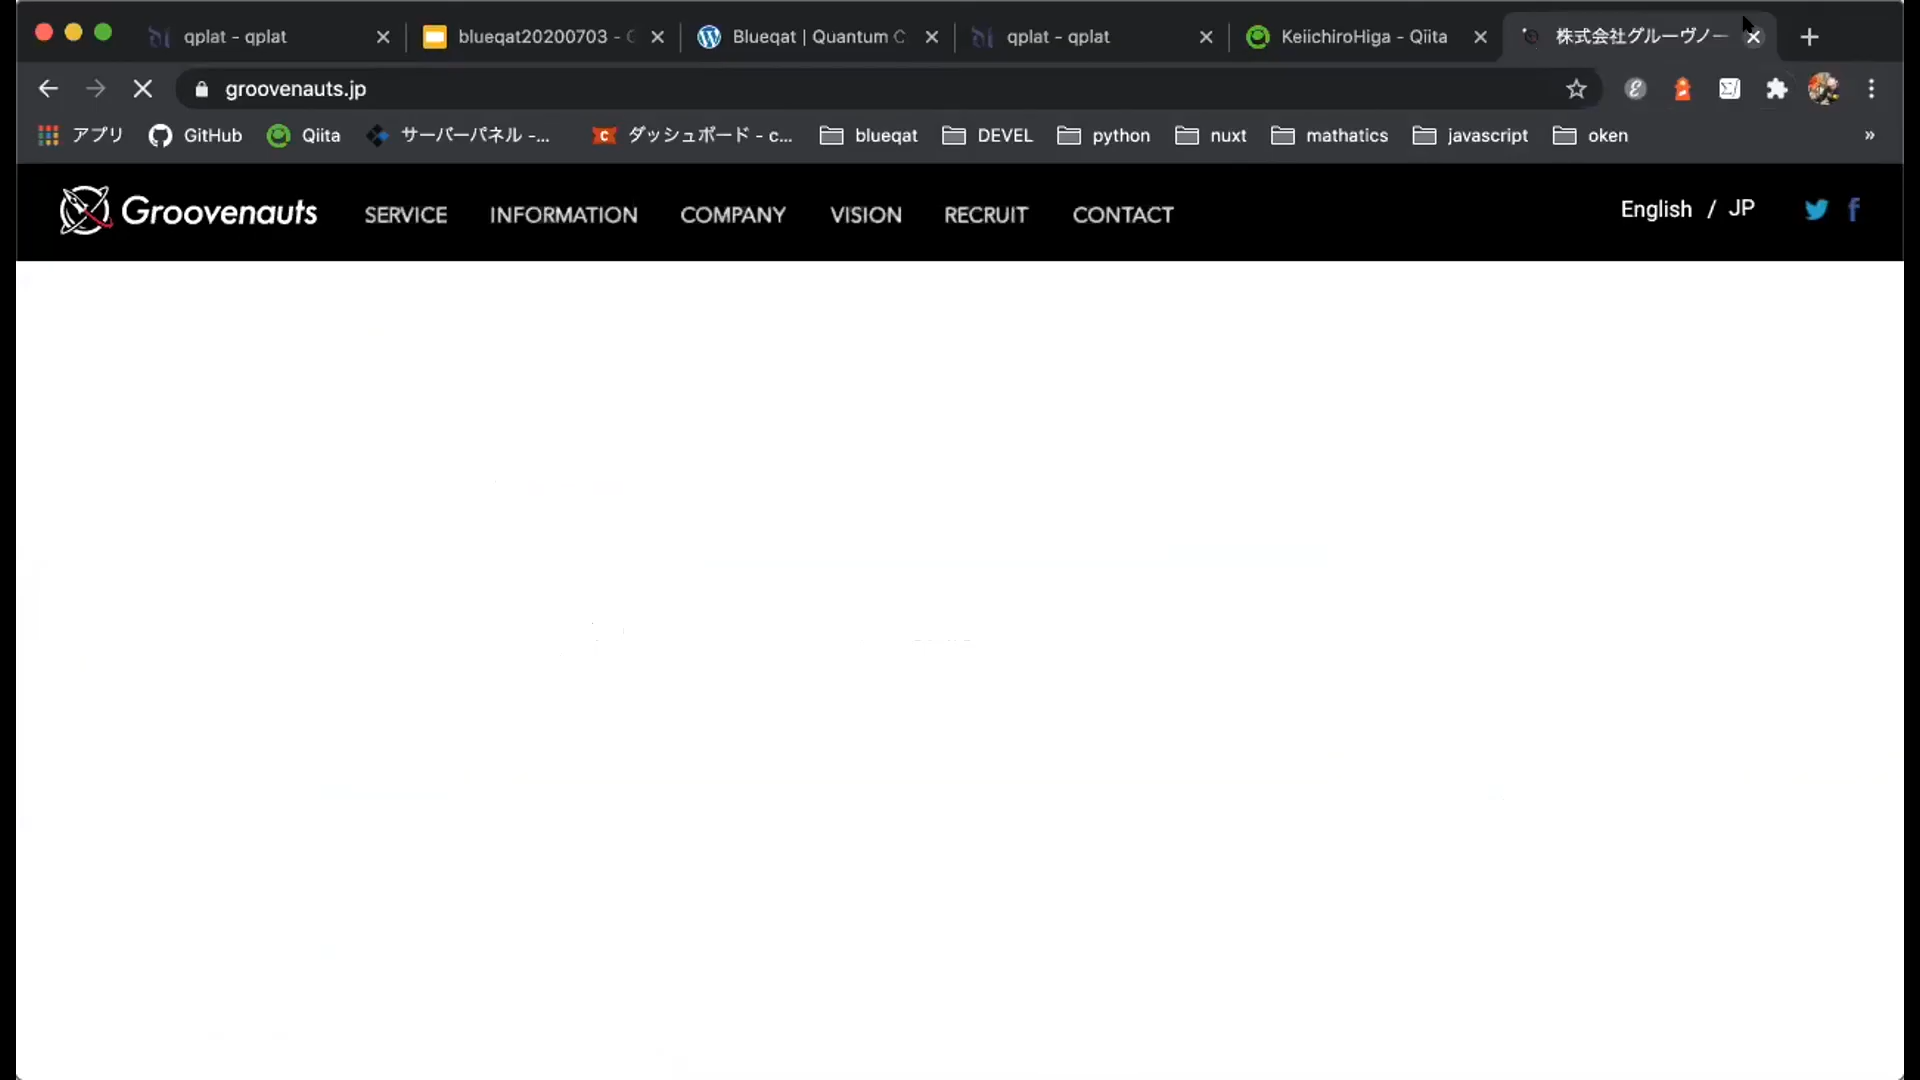 qplat - qplat
blueqat20200703 -
Blueqat | Quantum C
qplat - qplat
KeiichiroHiga - Qiita
株式会社グルーヴノー
groovenauts.jp
アプリ
GitHub
Qiita
サーバーパネル -...
ダッシュボード - c...
blueqat
DEVEL
python
nuxt
mathatics
javascript
oken
Groovenauts
SERVICE
INFORMATION
COMPANY
VISION
RECRUIT
CONTACT
English / JP